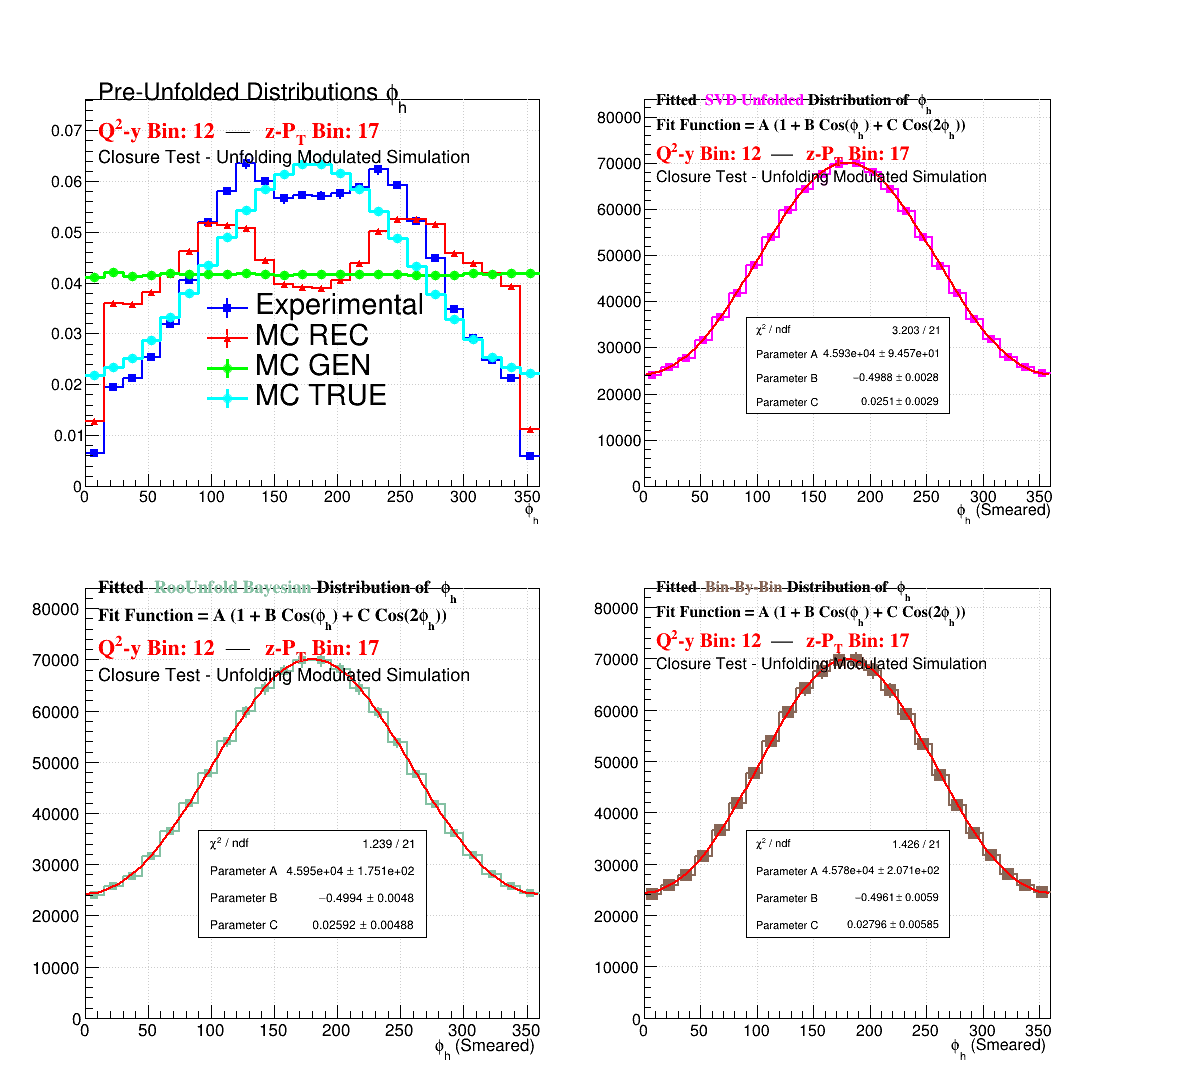 Pre-Unfolded Distributions ϕh
Q²-y Bin: 12 — z-PT Bin: 17
Closure Test - Unfolding Modulated Simulation
0.07
0.06
0.05
0.04
0.03
0.02
0.01
0
Experimental
MC REC
MC GEN
MC TRUE
0 50 100 150 200 250 300 350
ϕh
Fitted SVD Unfolded Distribution of ϕh
Fit Function = A (1 + B Cos(ϕh) + C Cos(2ϕh))
Q²-y Bin: 12 — z-PT Bin: 17
Closure Test - Unfolding Modulated Simulation
80000
70000
60000
50000
40000
30000
20000
10000
0
χ² / ndf 3.203 / 21
Parameter A 4.593e+04 ± 9.457e+01
Parameter B −0.4988 ± 0.0028
Parameter C 0.0251 ± 0.0029
0 50 100 150 200 250 300 350
ϕh (Smeared)
Fitted RooUnfold Bayesian Distribution of ϕh
Fit Function = A (1 + B Cos(ϕh) + C Cos(2ϕh))
Q²-y Bin: 12 — z-PT Bin: 17
Closure Test - Unfolding Modulated Simulation
80000
70000
60000
50000
40000
30000
20000
10000
0
χ² / ndf 1.239 / 21
Parameter A 4.595e+04 ± 1.751e+02
Parameter B −0.4994 ± 0.0048
Parameter C 0.02592 ± 0.00488
0 50 100 150 200 250 300 350
ϕh (Smeared)
Fitted Bin-By-Bin Distribution of ϕh
Fit Function = A (1 + B Cos(ϕh) + C Cos(2ϕh))
Q²-y Bin: 12 — z-PT Bin: 17
Closure Test - Unfolding Modulated Simulation
80000
70000
60000
50000
40000
30000
20000
10000
0
χ² / ndf 1.426 / 21
Parameter A 4.578e+04 ± 2.071e+02
Parameter B −0.4961 ± 0.0059
Parameter C 0.02796 ± 0.00585
0 50 100 150 200 250 300 350
ϕh (Smeared)